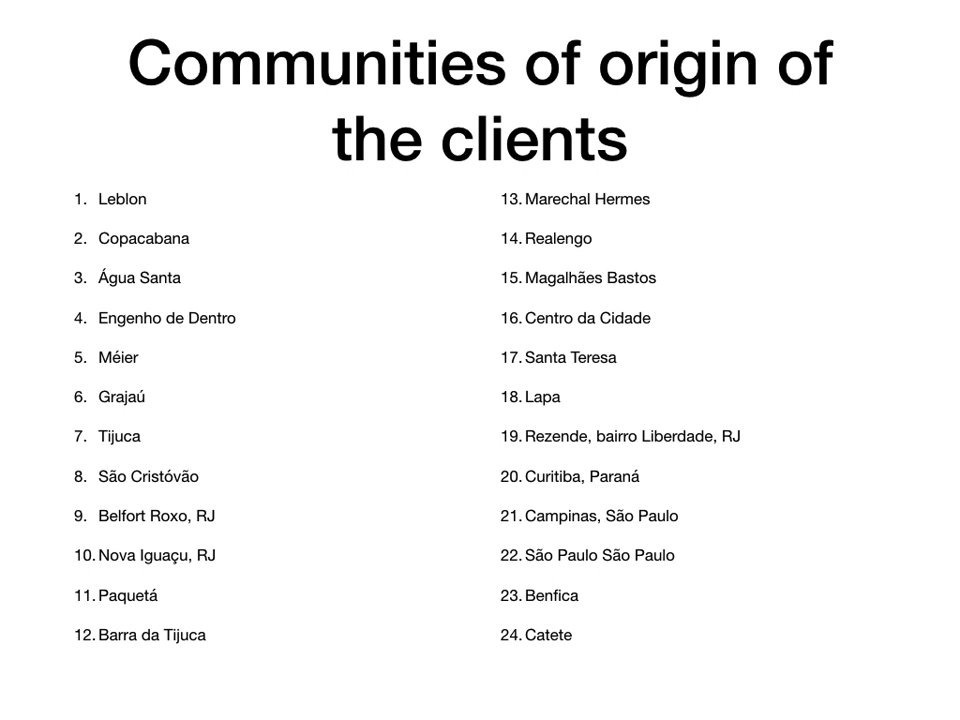 Communities of origin of
the clients
1. Leblon
2. Copacabana
3. Água Santa
4. Engenho de Dentro
5. Méier
6. Grajaú
7. Tijuca
8. São Cristóvão
9. Belfort Roxo, RJ
10. Nova Iguaçu, RJ
11. Paquetá
12. Barra da Tijuca
13. Marechal Hermes
14. Realengo
15. Magalhães Bastos
16. Centro da Cidade
17. Santa Teresa
18. Lapa
19. Rezende, bairro Liberdade, RJ
20. Curitiba, Paraná
21. Campinas, São Paulo
22. São Paulo São Paulo
23. Benfica
24. Catete